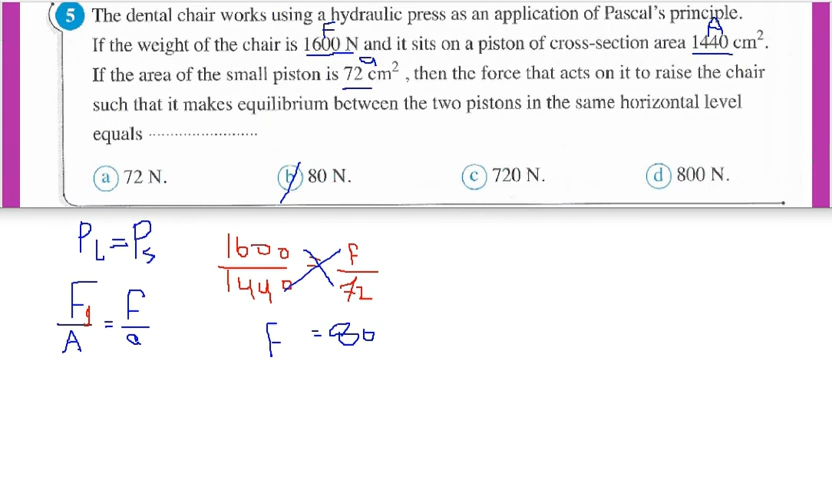 5 The dental chair works using a hydraulic press as an application of Pascal's principle.
F A
If the weight of the chair is 1600 N and it sits on a piston of cross-section area 1440 cm².
a
If the area of the small piston is 72 cm², then the force that acts on it to raise the chair
such that it makes equilibrium between the two pistons in the same horizontal level
equals ........................
a 72 N. b 80 N. c 720 N. d 800 N.
P_L = P_S
1600/1440 = F/72
F₁/A = F/a
F = 80